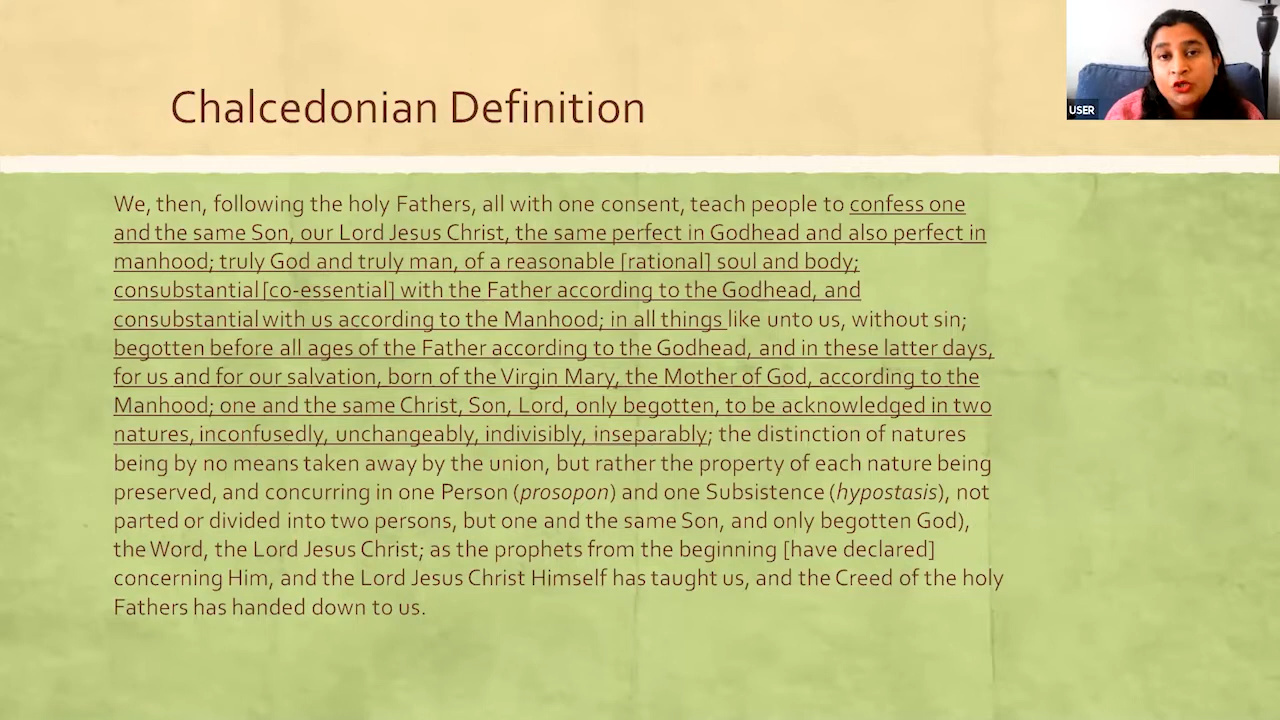 Chalcedonian Definition
USER
We, then, following the holy Fathers, all with one consent, teach people to confess one
and the same Son, our Lord Jesus Christ, the same perfect in Godhead and also perfect in
manhood; truly God and truly man, of a reasonable [rational] soul and body;
consubstantial [co-essential] with the Father according to the Godhead, and
consubstantial with us according to the Manhood; in all things like unto us, without sin;
begotten before all ages of the Father according to the Godhead, and in these latter days,
for us and for our salvation, born of the Virgin Mary, the Mother of God, according to the
Manhood; one and the same Christ, Son, Lord, only begotten, to be acknowledged in two
natures, inconfusedly, unchangeably, indivisibly, inseparably; the distinction of natures
being by no means taken away by the union, but rather the property of each nature being
preserved, and concurring in one Person (prosopon) and one Subsistence (hypostasis), not
parted or divided into two persons, but one and the same Son, and only begotten God),
the Word, the Lord Jesus Christ; as the prophets from the beginning [have declared]
concerning Him, and the Lord Jesus Christ Himself has taught us, and the Creed of the holy
Fathers has handed down to us.